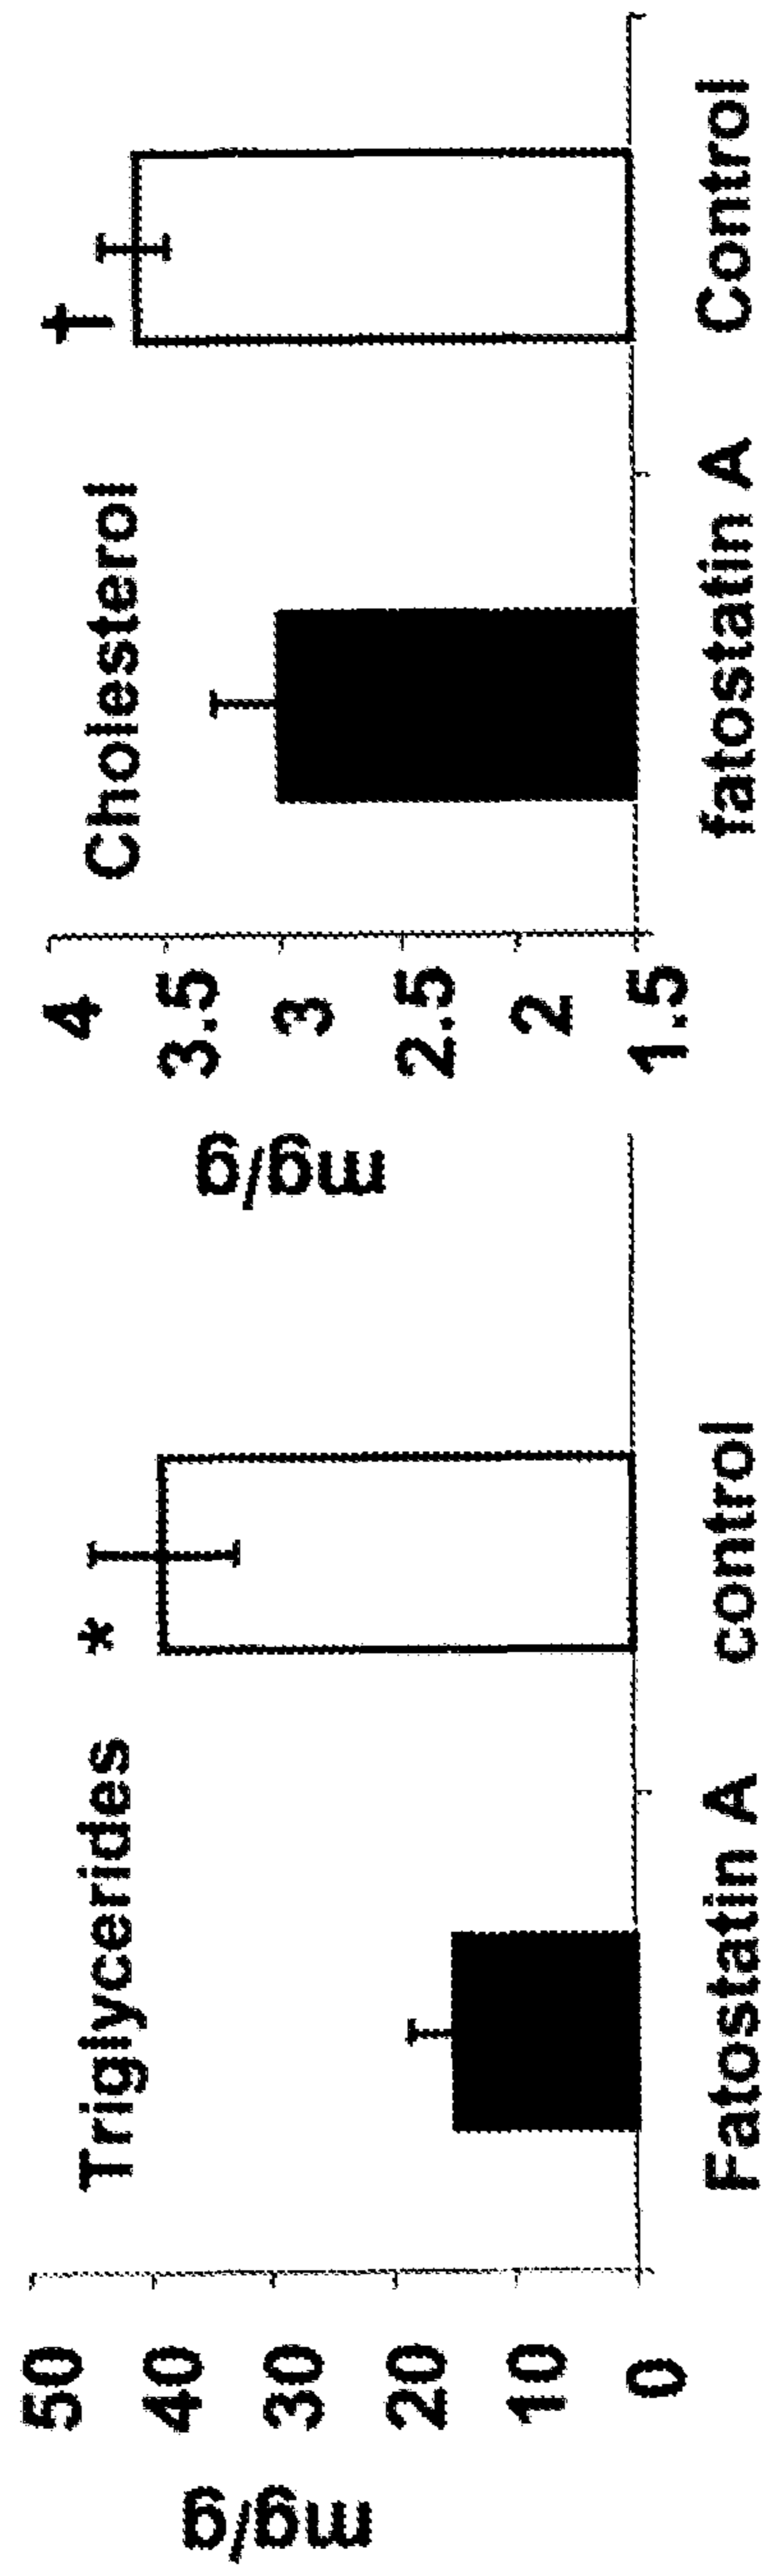 Triglycerides
*
mg/g
50
40
30
20
10
0
Fatostatin A
control
Cholesterol
†
mg/g
4
3.5
3
2.5
2
1.5
fatostatin A
Control